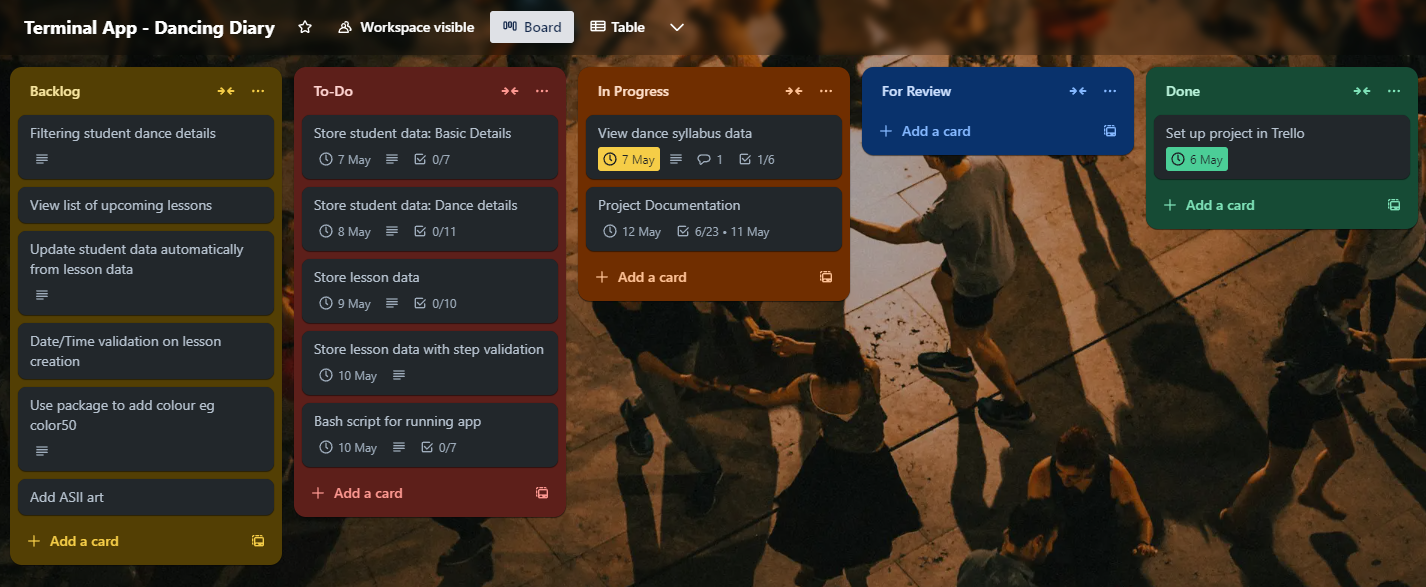 Terminal App - Dancing Diary
Workspace visible
Board
Table
Backlog
Filtering student dance details
View list of upcoming lessons
Update student data automatically
from lesson data
Date/Time validation on lesson
creation
Use package to add colour eg
color50
Add ASII art
+ Add a card
To-Do
Store student data: Basic Details
7 May 0/7
Store student data: Dance details
8 May 0/11
Store lesson data
9 May 0/10
Store lesson data with step validation
10 May
Bash script for running app
10 May 0/7
+ Add a card
In Progress
View dance syllabus data
7 May 1 1/6
Project Documentation
12 May 6/23 • 11 May
+ Add a card
For Review
+ Add a card
Done
Set up project in Trello
6 May
+ Add a card